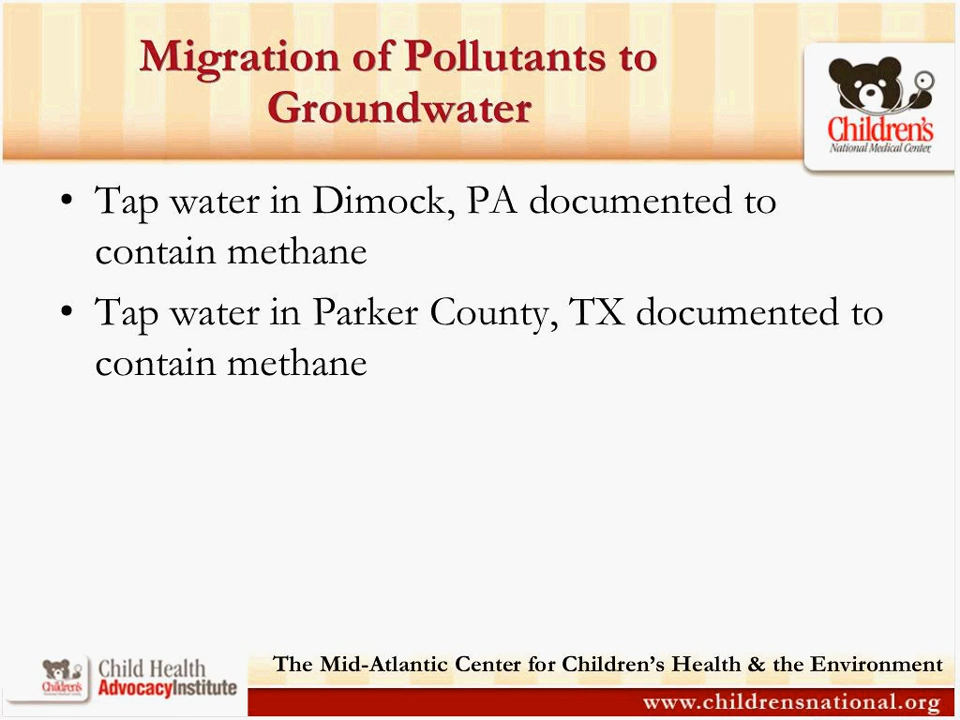 Migration of Pollutants to
Groundwater
Children's
National Medical Center
• Tap water in Dimock, PA documented to
contain methane
• Tap water in Parker County, TX documented to
contain methane
Children's
Child Health
AdvocacyInstitute
The Mid-Atlantic Center for Children's Health & the Environment
www.childrensnational.org